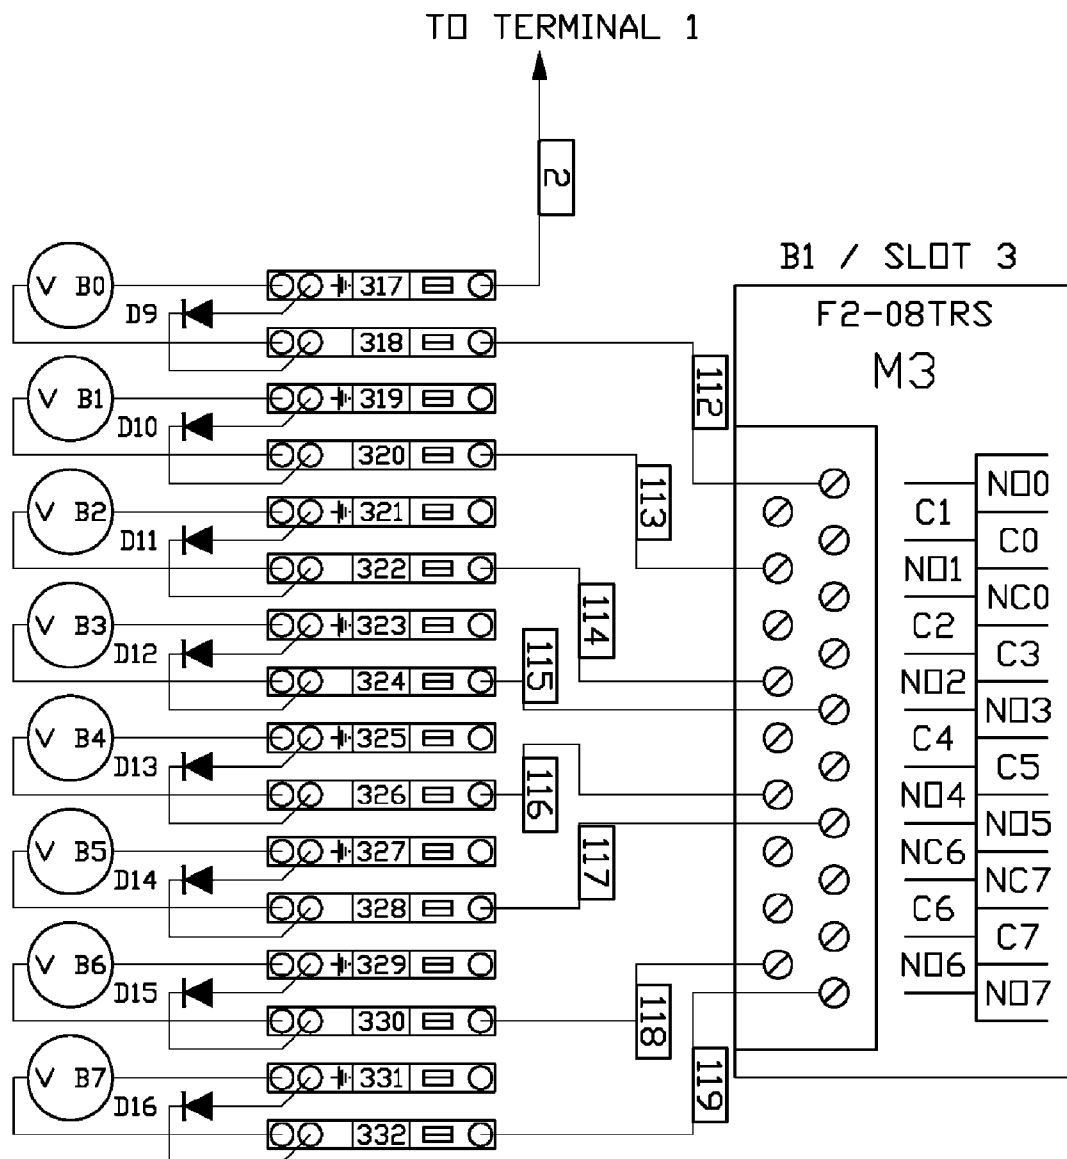 TO TERMINAL 1
2
B1 / SLOT 3
F2-08TRS
M3
V B0
317
D9
318
112
V B1
319
D10
320
113
V B2
321
D11
322
114
V B3
323
D12
324
115
V B4
325
D13
326
116
V B5
327
D14
328
117
V B6
329
D15
330
118
V B7
331
D16
332
119
NO0
C1
C0
NO1
NC0
C2
C3
NO2
NO3
C4
C5
NO4
NO5
NC6
NC7
C6
C7
NO6
NO7